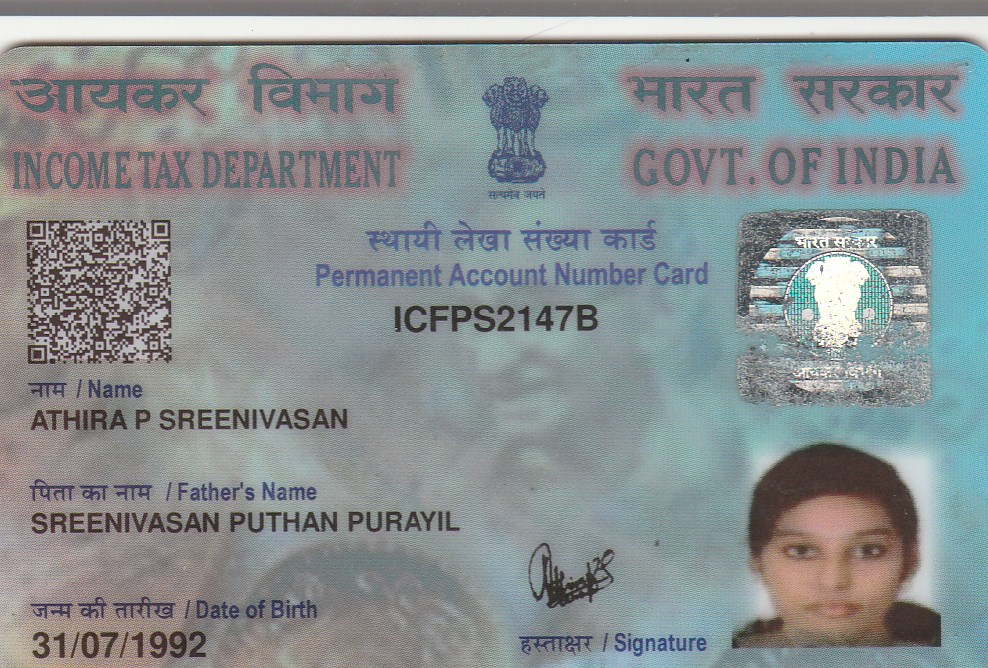 आयकर विभाग
भारत सरकार
INCOME TAX DEPARTMENT
GOVT. OF INDIA
सत्यमेव जयते
स्थायी लेखा संख्या कार्ड
Permanent Account Number Card
ICFPS2147B
भारत सरकार
आयकर विभाग
नाम / Name
ATHIRA P SREENIVASAN
पिता का नाम / Father's Name
SREENIVASAN PUTHAN PURAYIL
जन्म की तारीख / Date of Birth
31/07/1992
हस्ताक्षर / Signature